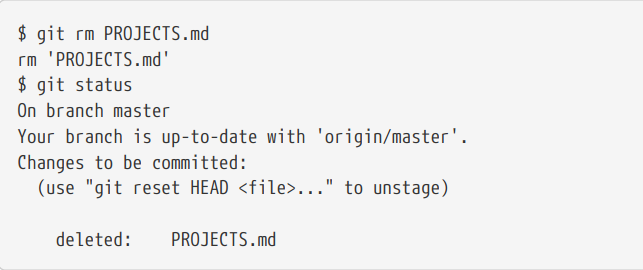 $ git rm PROJECTS.md
rm 'PROJECTS.md'
$ git status
On branch master
Your branch is up-to-date with 'origin/master'.
Changes to be committed:
  (use "git reset HEAD <file>..." to unstage)

    deleted:    PROJECTS.md